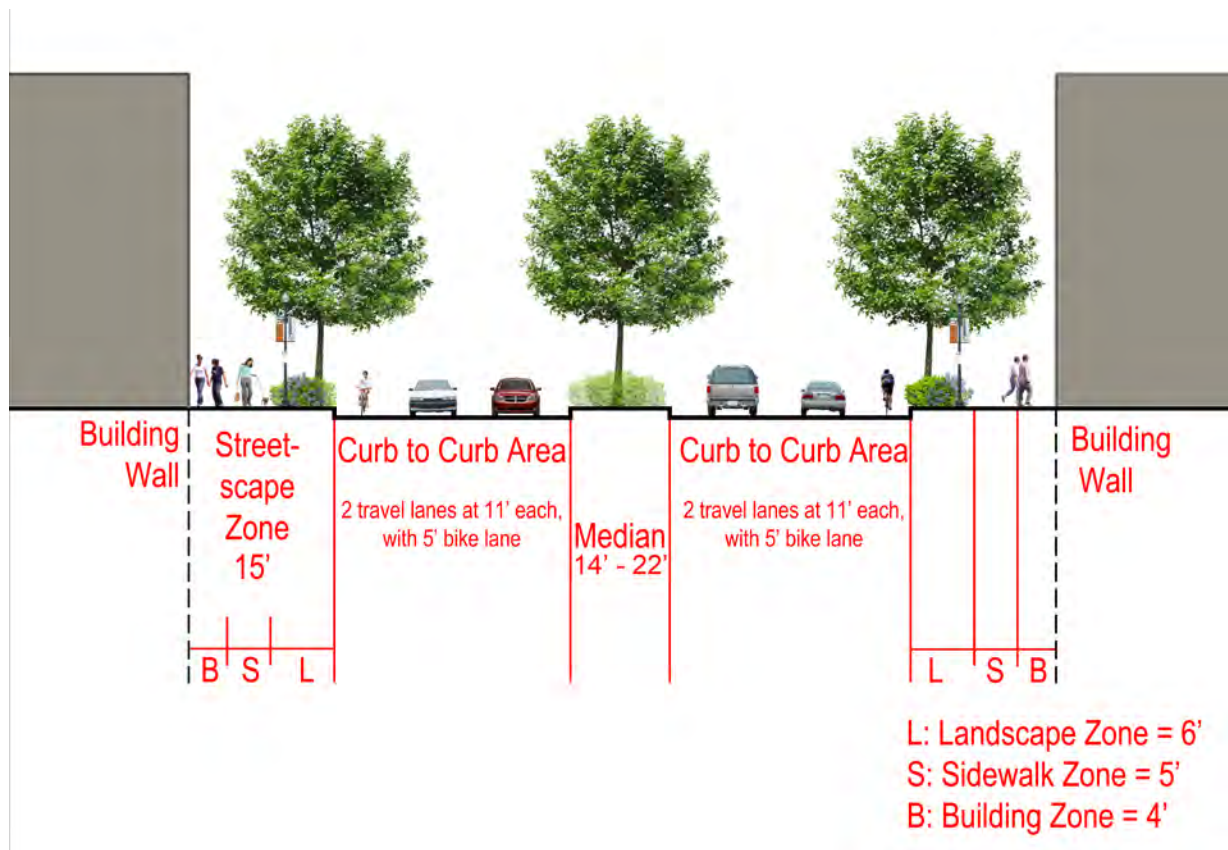 Building
Wall
Street-
scape
Zone
15’
Curb to Curb Area
2 travel lanes at 11’ each,
with 5’ bike lane
Median
14’ - 22’
Curb to Curb Area
2 travel lanes at 11’ each,
with 5’ bike lane
Building
Wall
B S L
L S B
L: Landscape Zone = 6’
S: Sidewalk Zone = 5’
B: Building Zone = 4’